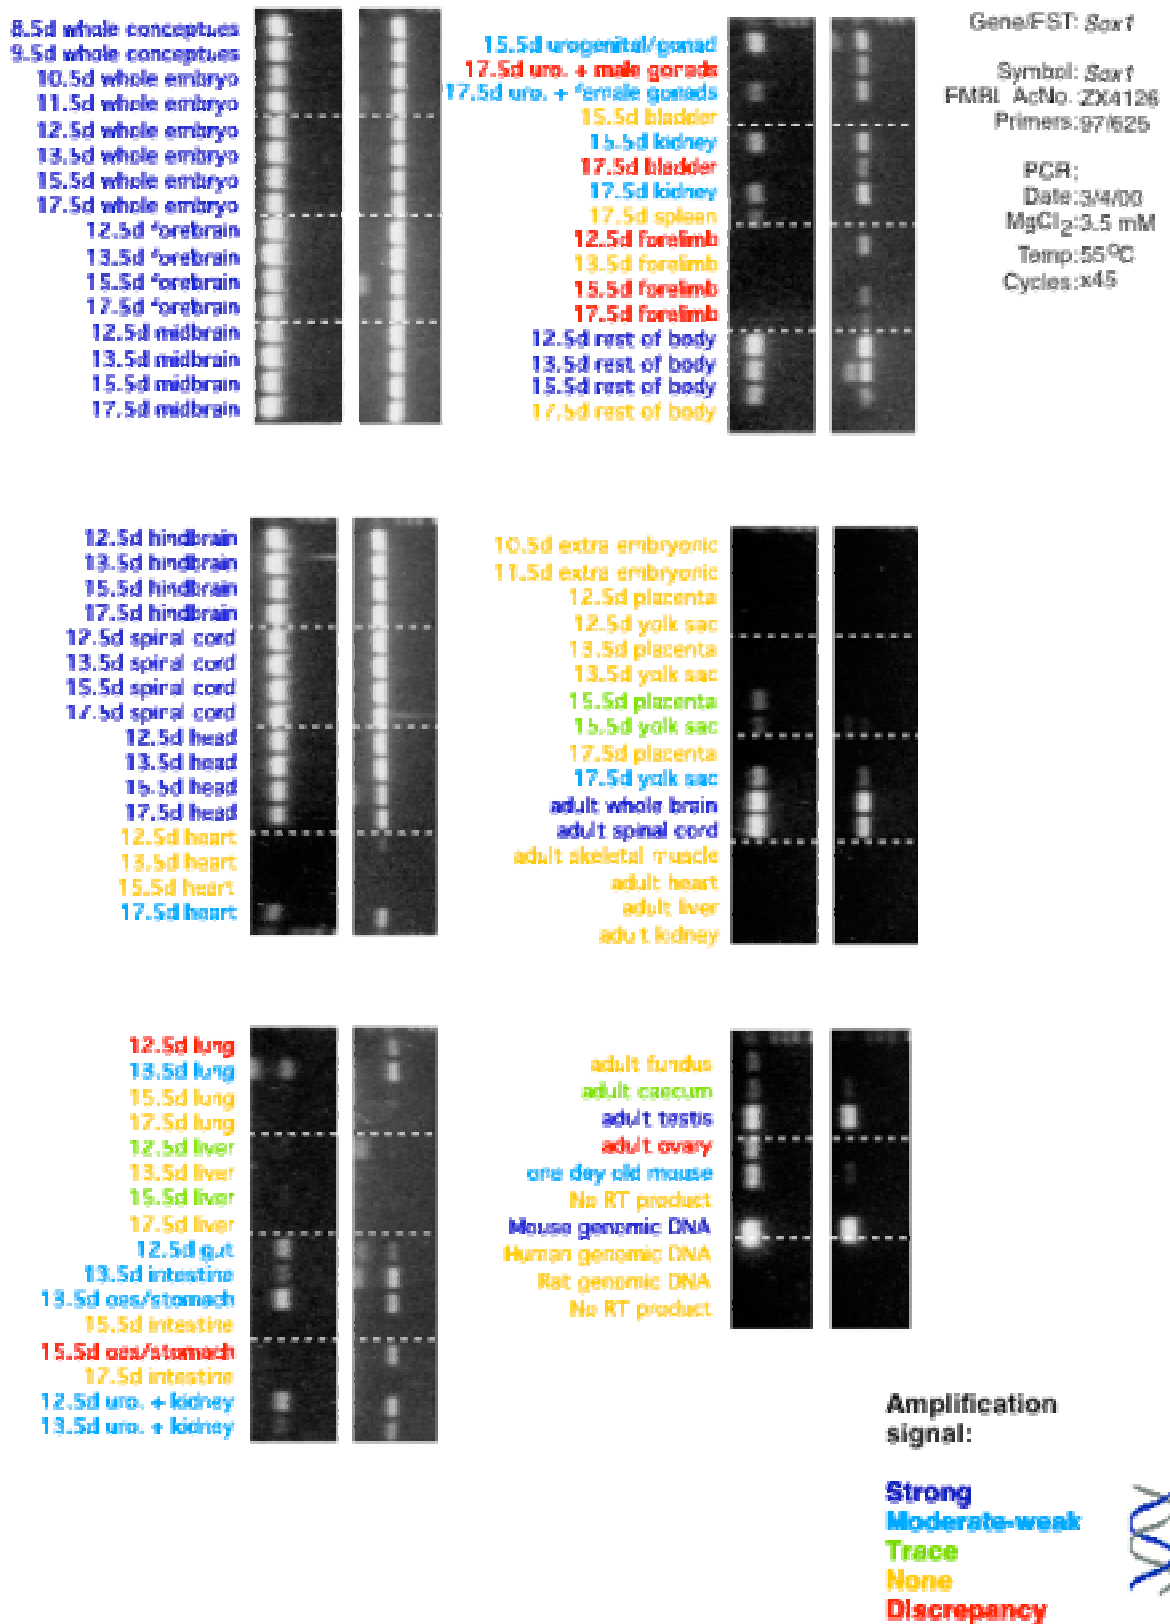 8.5d whole conceptues
9.5d whole conceptues
10.5d whole embryo
11.5d whole embryo
12.5d whole embryo
13.5d whole embryo
15.5d whole embryo
17.5d whole embryo
12.5d forebrain
13.5d forebrain
15.5d forebrain
17.5d forebrain
12.5d midbrain
13.5d midbrain
15.5d midbrain
17.5d midbrain
15.5d urogenital/gonad
17.5d uro. + male gonads
17.5d uro. + female gonads
15.5d bladder
15.5d kidney
17.5d bladder
17.5d kidney
17.5d spleen
12.5d forelimb
13.5d forelimb
15.5d forelimb
17.5d forelimb
12.5d rest of body
13.5d rest of body
15.5d rest of body
17.5d rest of body
Gene/EST: Sox1
Symbol: Sox1
EMBL AcNo.: ZX4126
Primers: 97/625
PCR:
Date: 3/4/00
MgCl2: 3.5 mM
Temp: 55°C
Cycles: x45
12.5d hindbrain
13.5d hindbrain
15.5d hindbrain
17.5d hindbrain
12.5d spiral cord
13.5d spiral cord
15.5d spiral cord
17.5d spiral cord
12.5d head
13.5d head
15.5d head
17.5d head
12.5d heart
13.5d heart
15.5d heart
17.5d heart
10.5d extra embryonic
11.5d extra embryonic
12.5d placenta
12.5d yolk sac
13.5d placenta
13.5d yolk sac
15.5d placenta
15.5d yolk sac
17.5d placenta
17.5d yolk sac
adult whole brain
adult spinal cord
adult skeletal muscle
adult heart
adult liver
adult kidney
12.5d lung
13.5d lung
15.5d lung
17.5d lung
12.5d liver
13.5d liver
15.5d liver
17.5d liver
12.5d gut
13.5d intestine
13.5d oes/stomach
15.5d intestine
15.5d oes/stomach
17.5d intestine
12.5d uro. + kidney
13.5d uro. + kidney
adult fundus
adult caecum
adult testis
adult ovary
one day old mouse
No RT product
Mouse genomic DNA
Human genomic DNA
Rat genomic DNA
No RT product
Amplification
signal:
Strong
Moderate-weak
Trace
None
Discrepancy